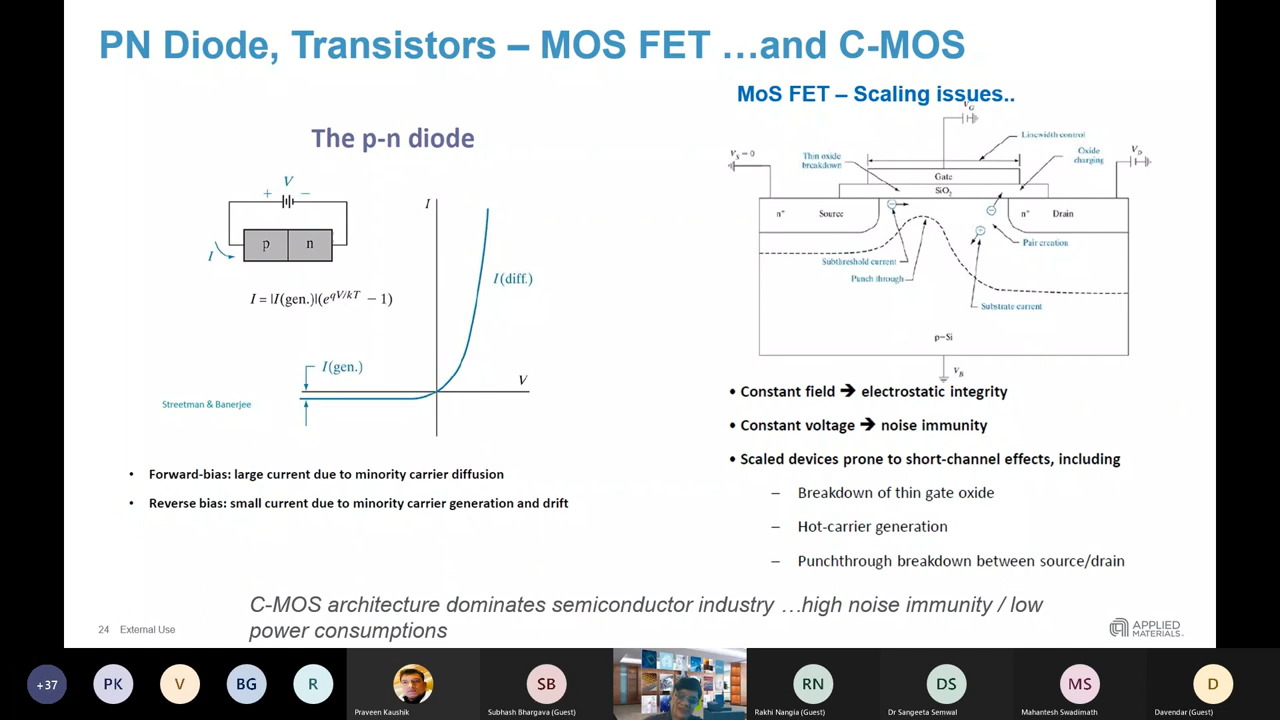 PN Diode, Transistors – MOS FET …and C-MOS
The p-n diode
V
+ −
p n
I
I = |I(gen.)|(e^qV/kT − 1)
I
I(diff.)
I(gen.)
V
Streetman & Banerjee
• Forward-bias: large current due to minority carrier diffusion
• Reverse bias: small current due to minority carrier generation and drift
MoS FET – Scaling issues..
V_G
Linewidth control
V_S = 0
Thin oxide
breakdown
Oxide
charging
V_D
Gate
SiO₂
n⁺ Source
n⁺ Drain
Pair creation
Subthreshold current
Punch through
Substrate current
p-Si
V_B
• Constant field ➔ electrostatic integrity
• Constant voltage ➔ noise immunity
• Scaled devices prone to short-channel effects, including
– Breakdown of thin gate oxide
– Hot-carrier generation
– Punchthrough breakdown between source/drain
C-MOS architecture dominates semiconductor industry …high noise immunity / low
power consumptions
24 External Use
APPLIED
MATERIALS
+37
PK
V
BG
R
Praveen Kaushik
SB
Subhash Bhargava (Guest)
RN
Rakhi Nangia (Guest)
DS
Dr Sangeeta Semwal
MS
Mahantesh Swadimath
D
Davendar (Guest)